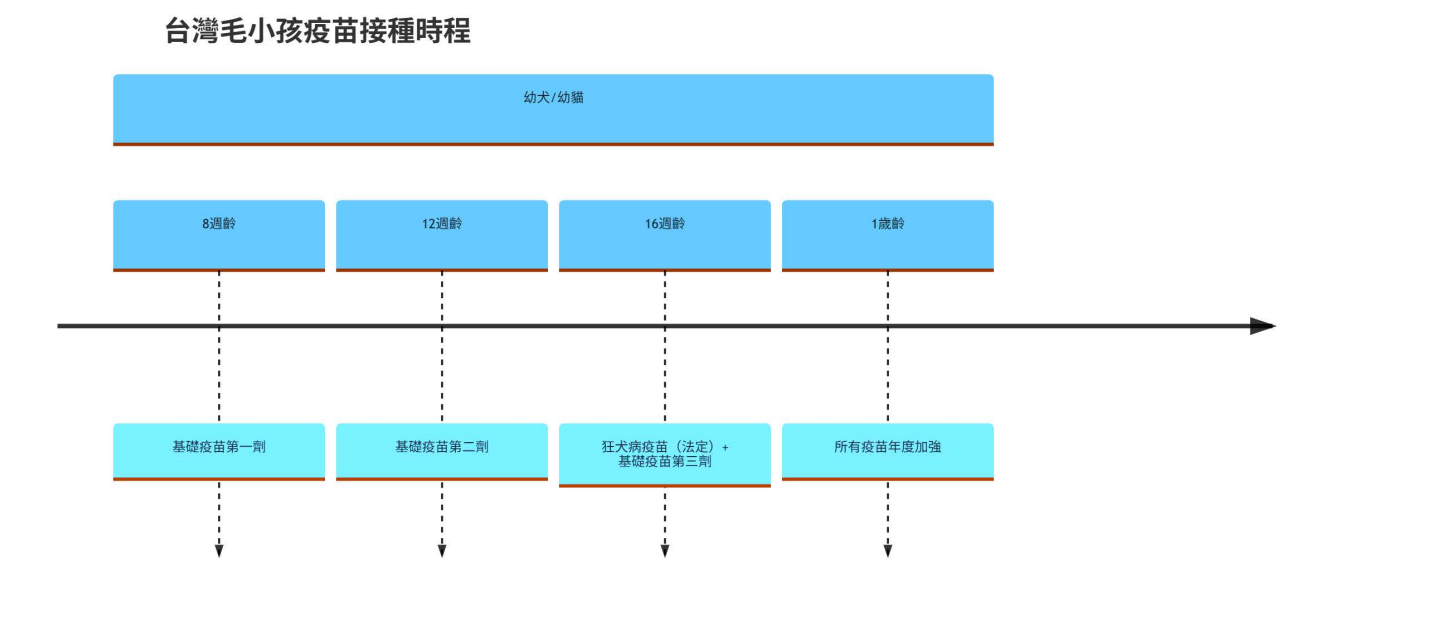 台灣毛小孩疫苗接種時程
幼犬/幼貓
8週齡
12週齡
16週齡
1歲齡
基礎疫苗第一劑
基礎疫苗第二劑
狂犬病疫苗（法定）+
基礎疫苗第三劑
所有疫苗年度加強